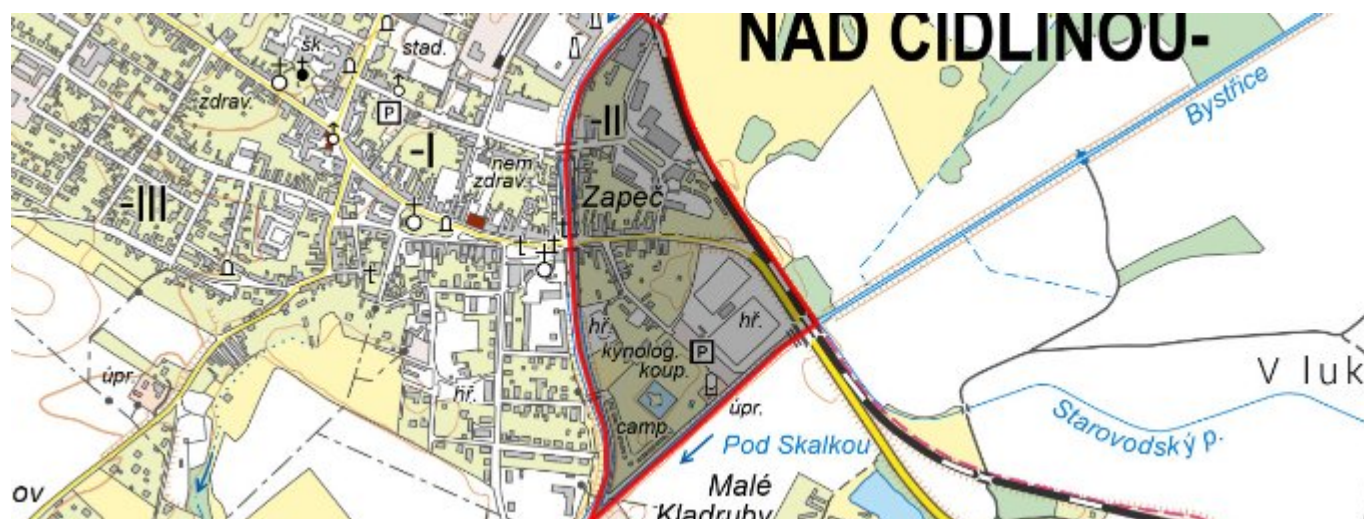 NAD CIDLINOU-
šk.
stad.
zdrav.
P
-II
Bystřice
-I
nem.
zdrav.
Zapeč
-III
hř.
hř.
kynolog.
koup.
P
V luk
úpr.
hř.
úpr.
camp.
Starovodský p.
Pod Skalkou
Malé
Kladruby
ov